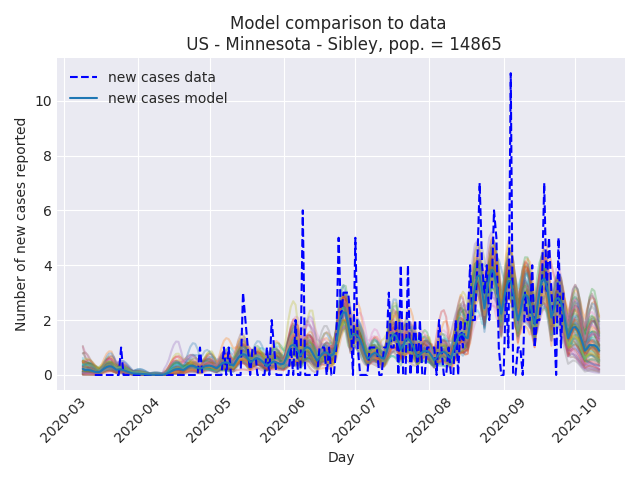 Model comparison to data
US - Minnesota - Sibley, pop. = 14865
new cases data
new cases model
Number of new cases reported
10
8
6
4
2
0
2020-03
2020-04
2020-05
2020-06
2020-07
2020-08
2020-09
2020-10
Day